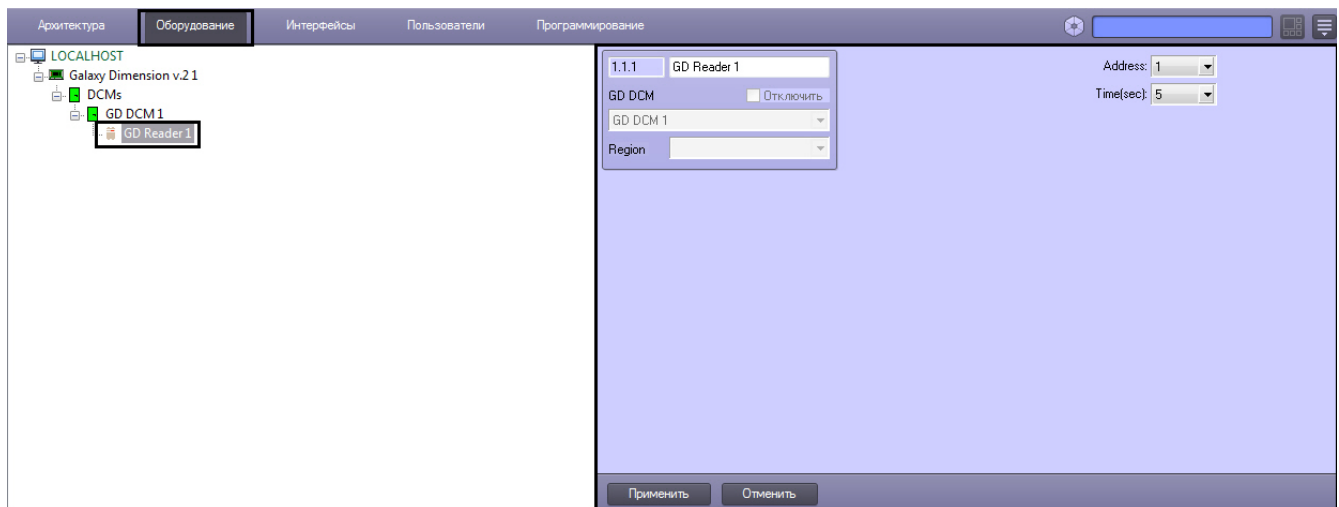 Архитектура Оборудование Интерфейсы Пользователи Программирование
LOCALHOST
Galaxy Dimension v.2 1
DCMs
GD DCM 1
GD Reader 1
1.1.1 GD Reader 1
GD DCM Отключить
GD DCM 1
Region
Address: 1
Time(sec): 5
Применить Отменить